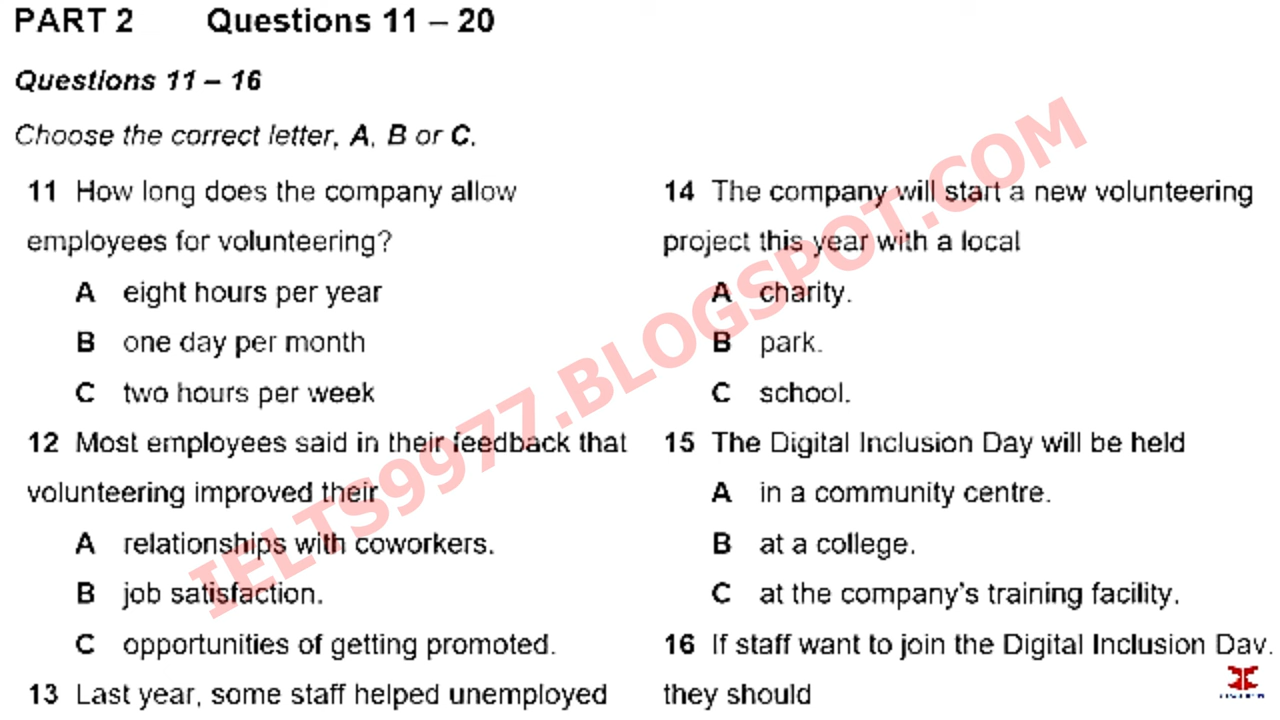 PART 2 Questions 11 – 20
Questions 11 – 16
Choose the correct letter, A, B or C.
11 How long does the company allow
employees for volunteering?
A eight hours per year
B one day per month
C two hours per week
12 Most employees said in their feedback that
volunteering improved their
A relationships with coworkers.
B job satisfaction.
C opportunities of getting promoted.
13 Last year, some staff helped unemployed
14 The company will start a new volunteering
project this year with a local
A charity.
B park.
C school.
15 The Digital Inclusion Day will be held
A in a community centre.
B at a college.
C at the company's training facility.
16 If staff want to join the Digital Inclusion Day,
they should
IELTS9977.BLOGSPOT.COM